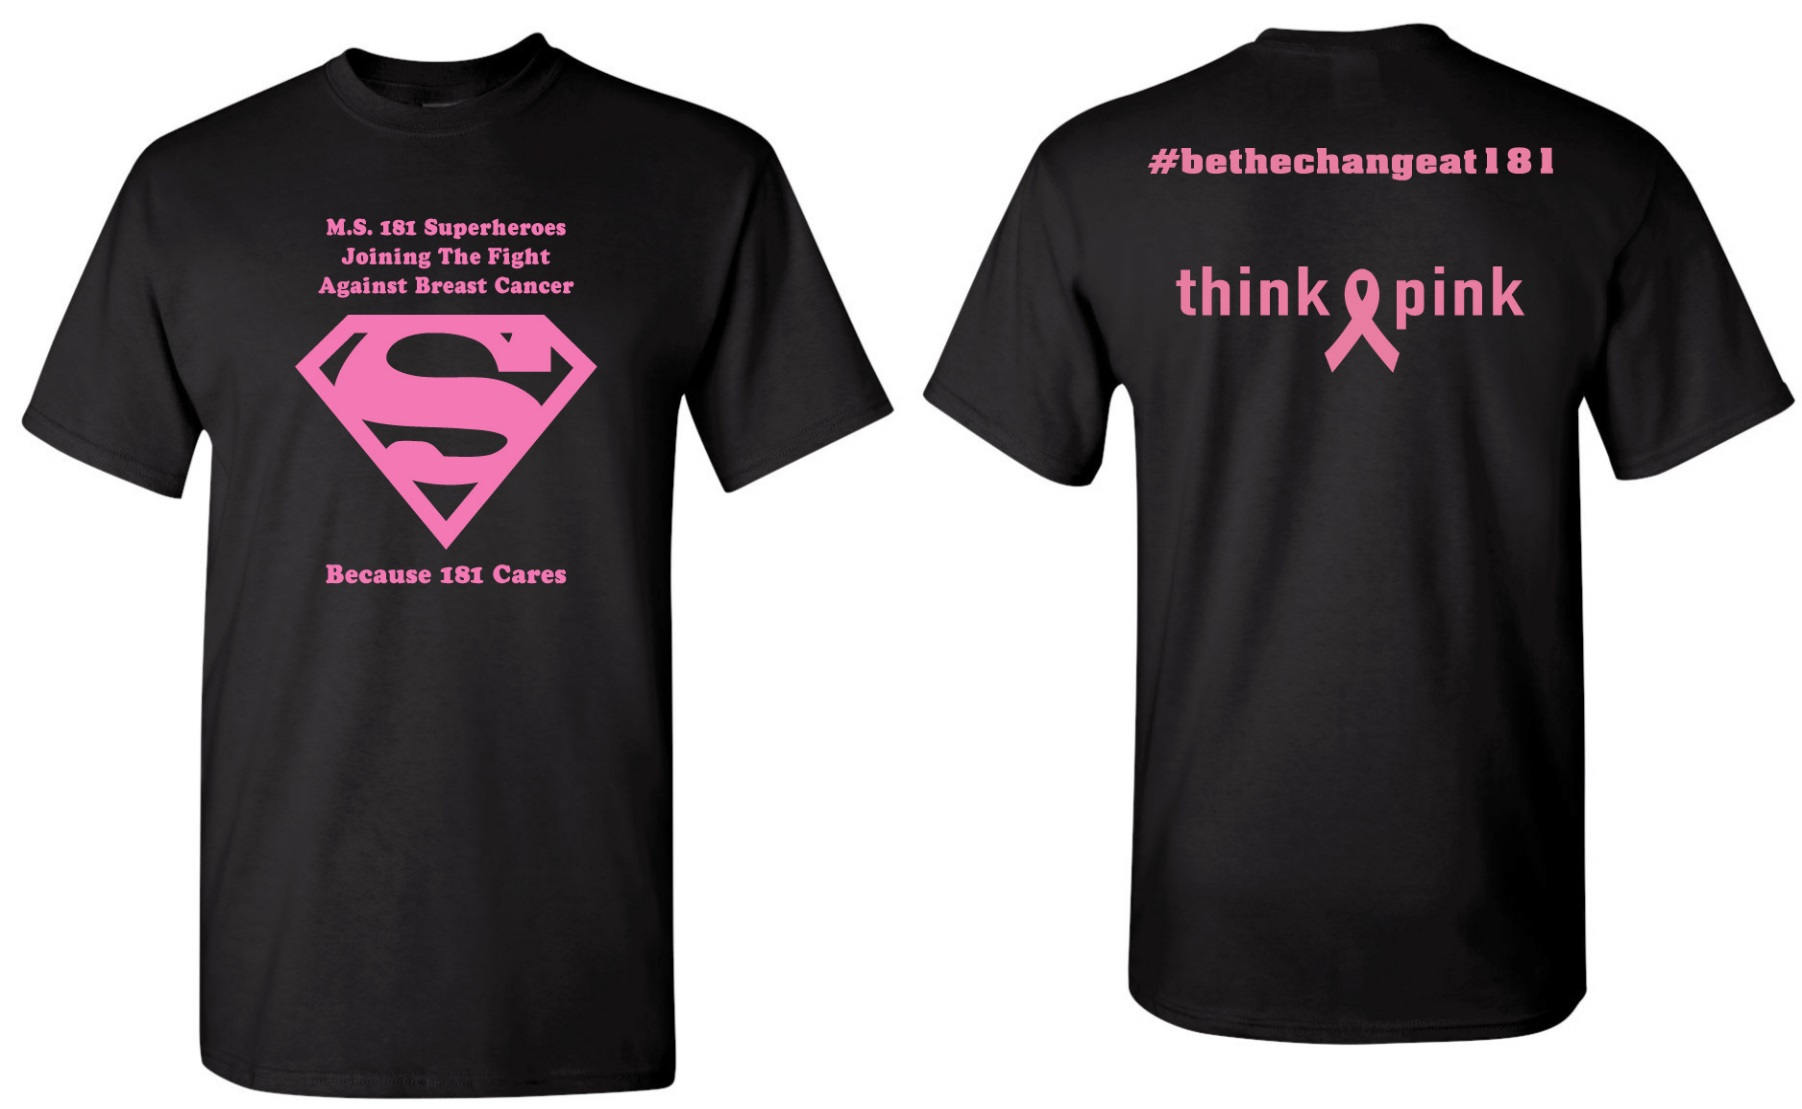 M.S. 181 Superheroes
Joining The Fight
Against Breast Cancer
S
Because 181 Cares
#bethechangeat181
think pink